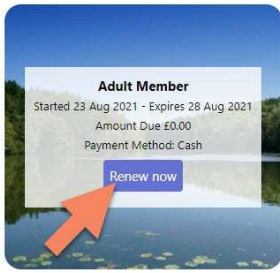 Adult Member
Started 23 Aug 2021 - Expires 28 Aug 2021
Amount Due £0.00
Payment Method: Cash
Renew now